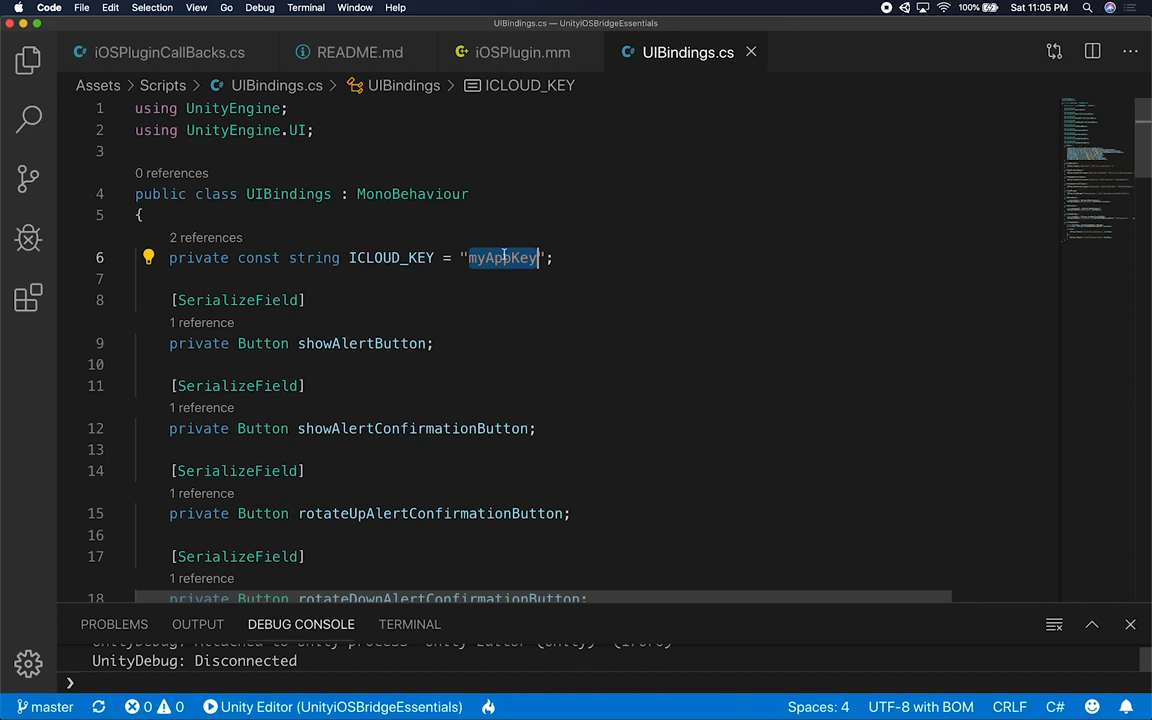 Code File Edit Selection View Go Debug Terminal Window Help 100% Sat 11:05 PM
UIBindings.cs — UnityiOSBridgeEssentials
iOSPluginCallBacks.cs README.md iOSPlugin.mm UIBindings.cs
Assets > Scripts > UIBindings.cs > UIBindings > ICLOUD_KEY
1 using UnityEngine;
2 using UnityEngine.UI;
3
0 references
4 public class UIBindings : MonoBehaviour
5 {
2 references
6 private const string ICLOUD_KEY = "myAppKey";
7
8 [SerializeField]
1 reference
9 private Button showAlertButton;
10
11 [SerializeField]
1 reference
12 private Button showAlertConfirmationButton;
13
14 [SerializeField]
1 reference
15 private Button rotateUpAlertConfirmationButton;
16
17 [SerializeField]
1 reference
18 private Button rotateDownAlertConfirmationButton;
PROBLEMS OUTPUT DEBUG CONSOLE TERMINAL
UnityDebug: Attached to Unity process
UnityDebug: Disconnected
master 0 0 Unity Editor (UnityiOSBridgeEssentials) Spaces: 4 UTF-8 with BOM CRLF C#